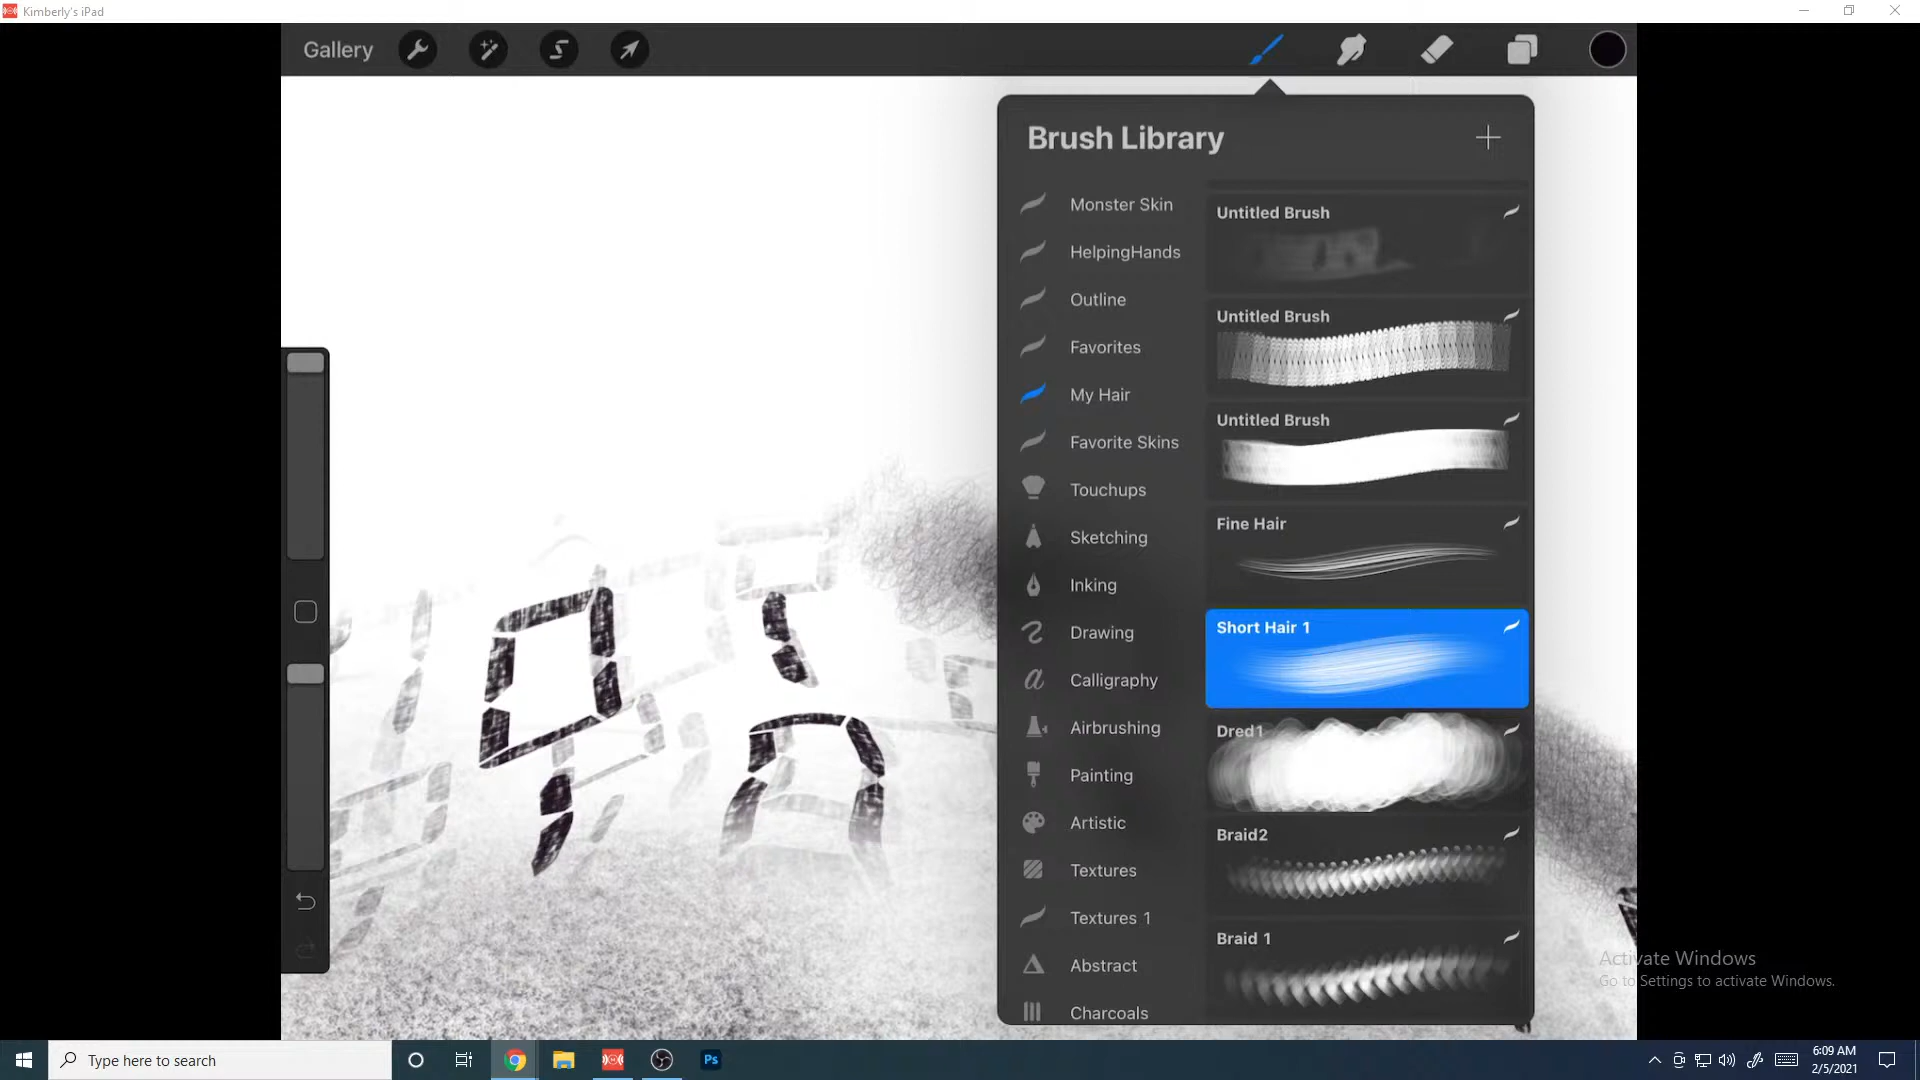 Kimberly's iPad
Gallery
Brush Library
Monster Skin
HelpingHands
Outline
Favorites
My Hair
Favorite Skins
Touchups
Sketching
Inking
Drawing
Calligraphy
Airbrushing
Painting
Artistic
Textures
Textures 1
Abstract
Charcoals
Untitled Brush
Untitled Brush
Untitled Brush
Fine Hair
Short Hair 1
Dred1
Braid2
Braid 1
Activate Windows
Go to Settings to activate Windows.
Type here to search
Ps
6:09 AM
2/5/2021